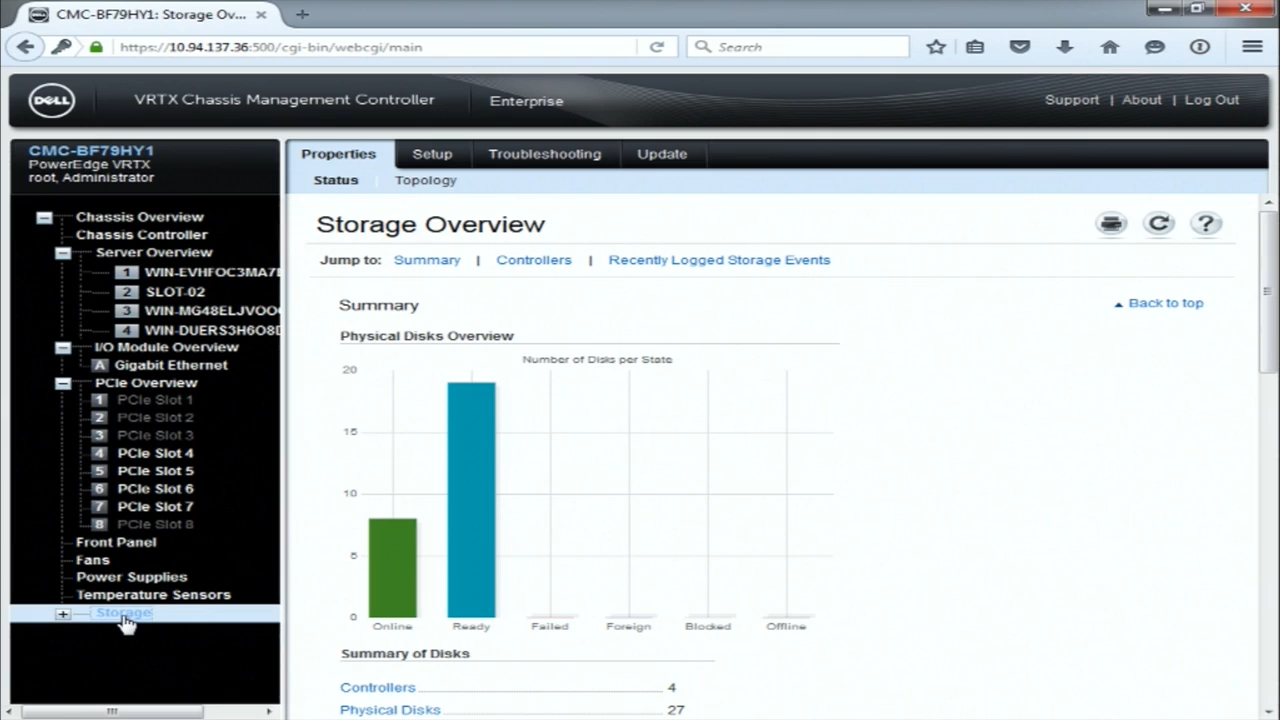 CMC-BF79HY1: Storage Ov...
https://10.94.137.36:500/cgi-bin/webcgi/main
Search
DELL
VRTX Chassis Management Controller
Enterprise
Support | About | Log Out
CMC-BF79HY1
PowerEdge VRTX
root, Administrator
Properties
Setup
Troubleshooting
Update
Status
Topology
Chassis Overview
Chassis Controller
Server Overview
1 WIN-EVHFOC3MA7
2 SLOT-02
3 WIN-MG48ELJVOO
4 WIN-DUERS3H6O8D
I/O Module Overview
A Gigabit Ethernet
PCIe Overview
1 PCIe Slot 1
2 PCIe Slot 2
3 PCIe Slot 3
4 PCIe Slot 4
5 PCIe Slot 5
6 PCIe Slot 6
7 PCIe Slot 7
8 PCIe Slot 8
Front Panel
Fans
Power Supplies
Temperature Sensors
Storage
Storage Overview
Jump to: Summary | Controllers | Recently Logged Storage Events
Summary
Back to top
Physical Disks Overview
Number of Disks per State
20
15
10
5
0
Online Ready Failed Foreign Blocked Offline
Summary of Disks
Controllers 4
Physical Disks 27